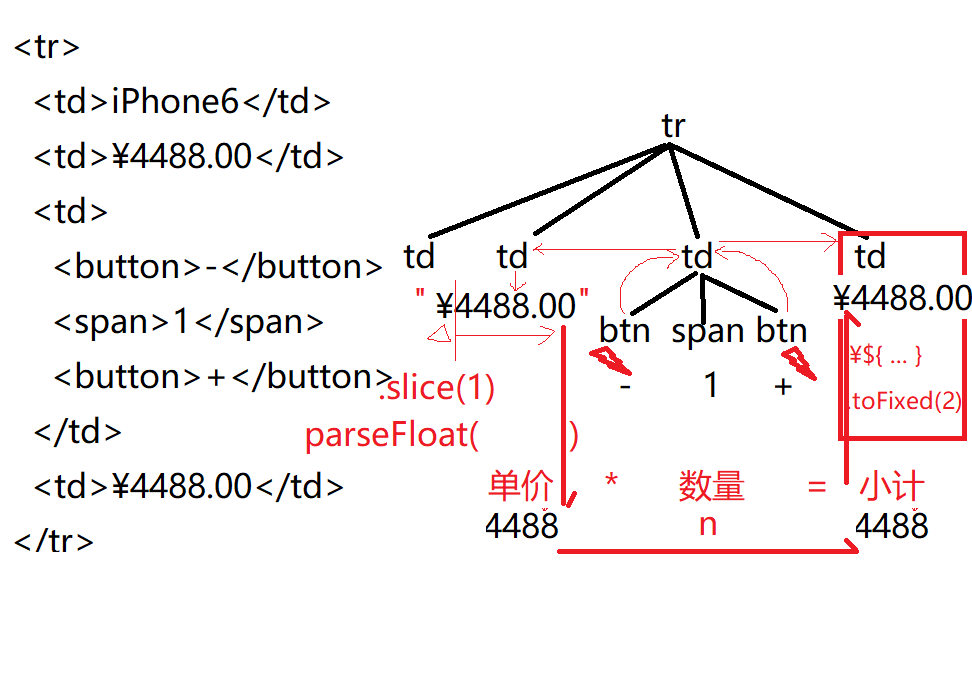 <tr>
<td>iPhone6</td>
<td>¥4488.00</td>
<td>
<button>-</button>
<span>1</span>
<button>+</button>
</td>
<td>¥4488.00</td>
</tr>
tr
td td td td
" ¥4488.00" ¥4488.00
btn span btn
¥${ ... }
- 1 +
.slice(1) .toFixed(2)
parseFloat( )
单价 * 数量 = 小计
4488 n 4488